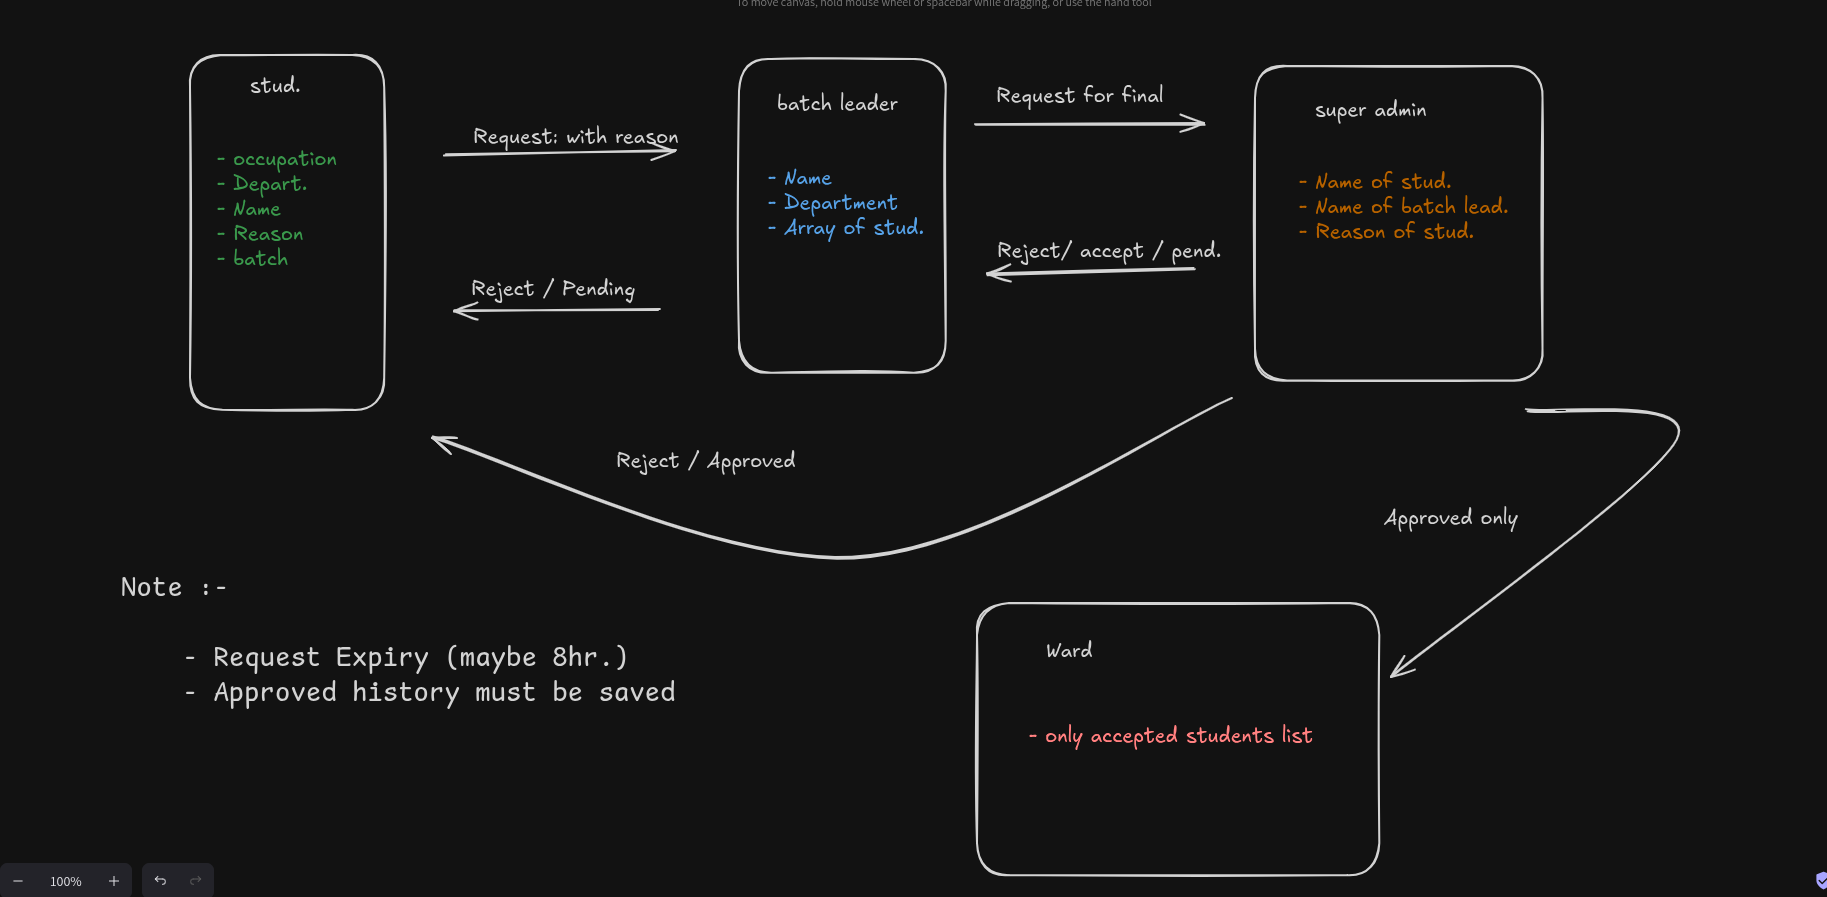 To move canvas, hold mouse wheel or spacebar while dragging, or use the hand tool
stud.
- occupation
- Depart.
- Name
- Reason
- batch
Request: with reason
Reject / Pending
batch leader
- Name
- Department
- Array of stud.
Request for final
Reject/ accept / pend.
super admin
- Name of stud.
- Name of batch lead.
- Reason of stud.
Reject / Approved
Approved only
Note :-
- Request Expiry (maybe 8hr.)
- Approved history must be saved
Ward
- only accepted students list
100%